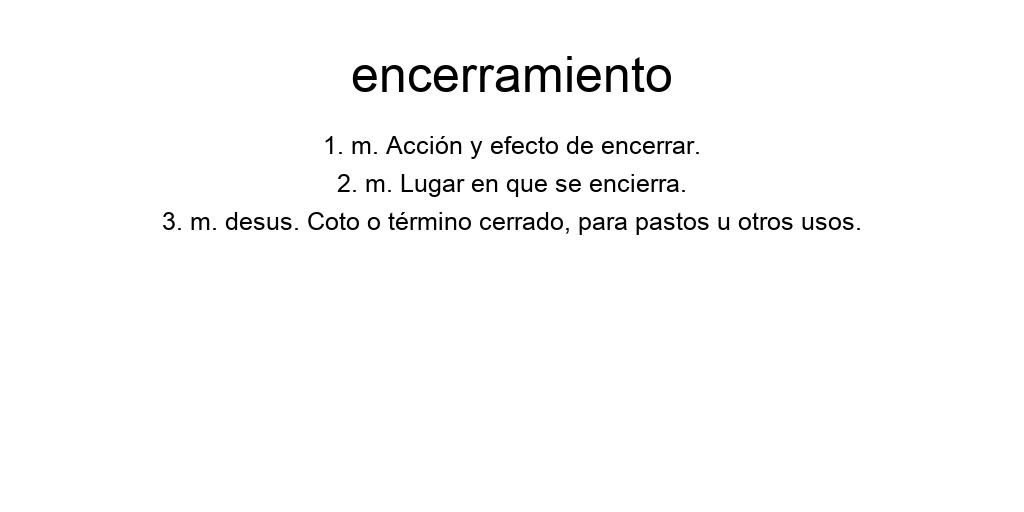 encerramiento
1. m. Acción y efecto de encerrar.
2. m. Lugar en que se encierra.
3. m. desus. Coto o término cerrado, para pastos u otros usos.